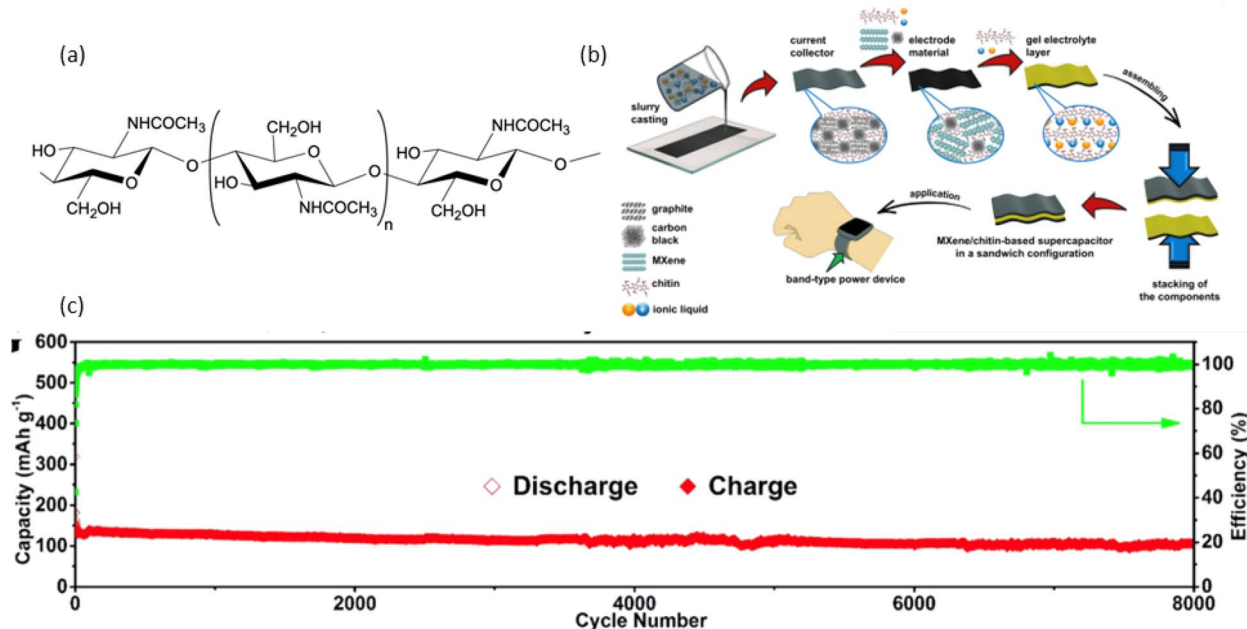 (a)
NHCOCH3
HO
O
O
CH2OH
CH2OH
O
HO
NHCOCH3
O
n
NHCOCH3
HO
O
O
CH2OH
(b)
slurry
casting
current
collector
electrode
material
gel electrolyte
layer
assembling
stacking of
the components
MXene/chitin-based supercapacitor
in a sandwich configuration
application
band-type power device
graphite
carbon
black
MXene
chitin
ionic liquid
(c)
Capacity (mAh g-1)
600
500
400
300
200
100
0
Discharge
Charge
Efficiency (%)
100
80
60
40
20
0
0
2000
4000
6000
8000
Cycle Number